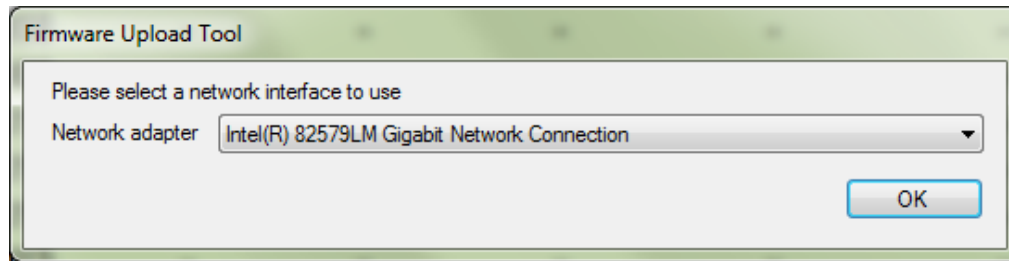 Firmware Upload Tool
Please select a network interface to use
Network adapter Intel(R) 82579LM Gigabit Network Connection
OK